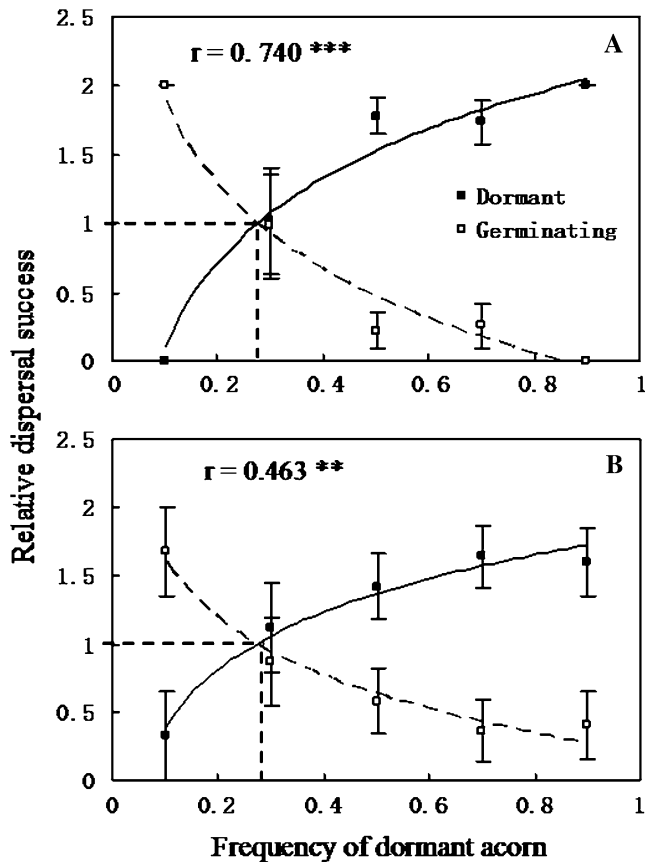 A
r = 0. 740 ***
2.5
2
1.5
1
0.5
0
Dormant
Germinating
0 0.2 0.4 0.6 0.8 1
Relative dispersal success
B
r = 0.463 **
2.5
2
1.5
1
0.5
0
0 0.2 0.4 0.6 0.8 1
Frequency of dormant acorn